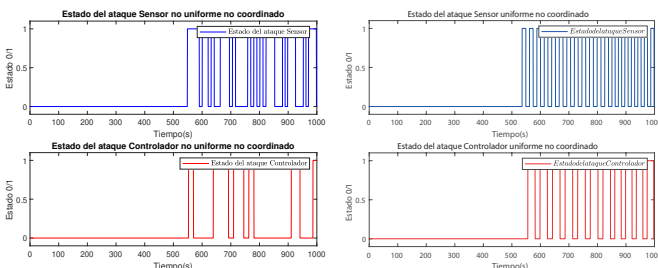 Estado del ataque Sensor no uniforme no coordinado
Estado 0/1
1
0.5
0
Estado del ataque Sensor
0 100 200 300 400 500 600 700 800 900 1000
Tiempo(s)
Estado del ataque Sensor uniforme no coordinado
Estado 0/1
1
0.5
0
EstadodelataqueSensor
0 100 200 300 400 500 600 700 800 900 1000
Tiempo(s)
Estado del ataque Controlador no uniforme no coordinado
Estado 0/1
1
0.5
0
Estado del ataque Controlador
0 100 200 300 400 500 600 700 800 900 1000
Tiempo(s)
Estado del ataque Controlador uniforme no coordinado
Estado 0/1
1
0.5
0
EstadodelataqueControlador
0 100 200 300 400 500 600 700 800 900 1000
Tiempo(s)